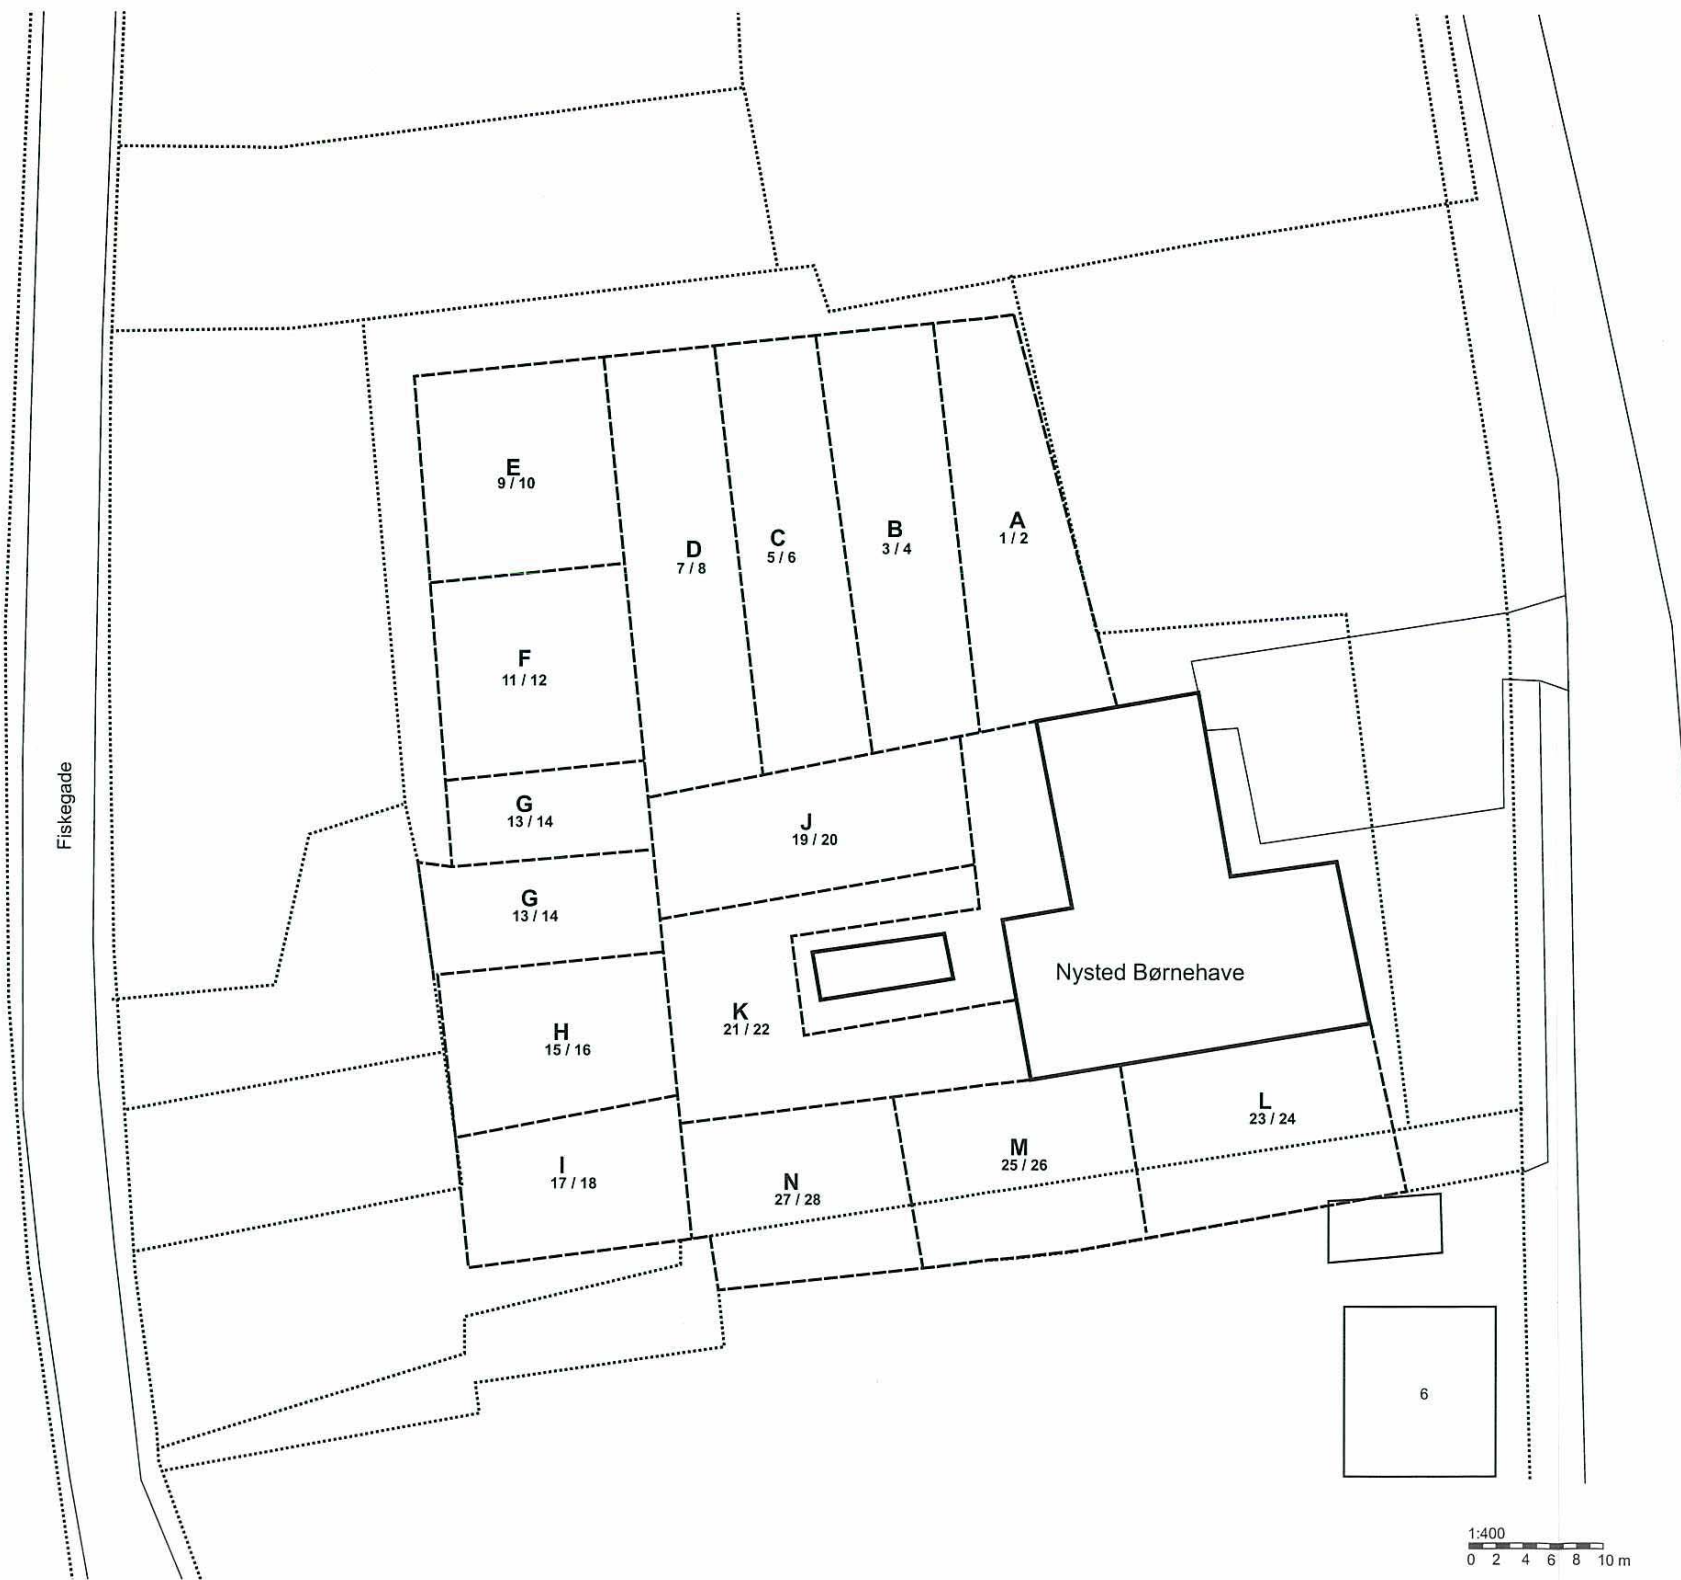 E
9 / 10
A
1 / 2
B
3 / 4
C
5 / 6
D
7 / 8
F
11 / 12
Fiskegade
G
13 / 14
J
19 / 20
G
13 / 14
Nysted Børnehave
K
21 / 22
H
15 / 16
L
23 / 24
M
25 / 26
I
17 / 18
N
27 / 28
6
1:400
0 2 4 6 8 10 m